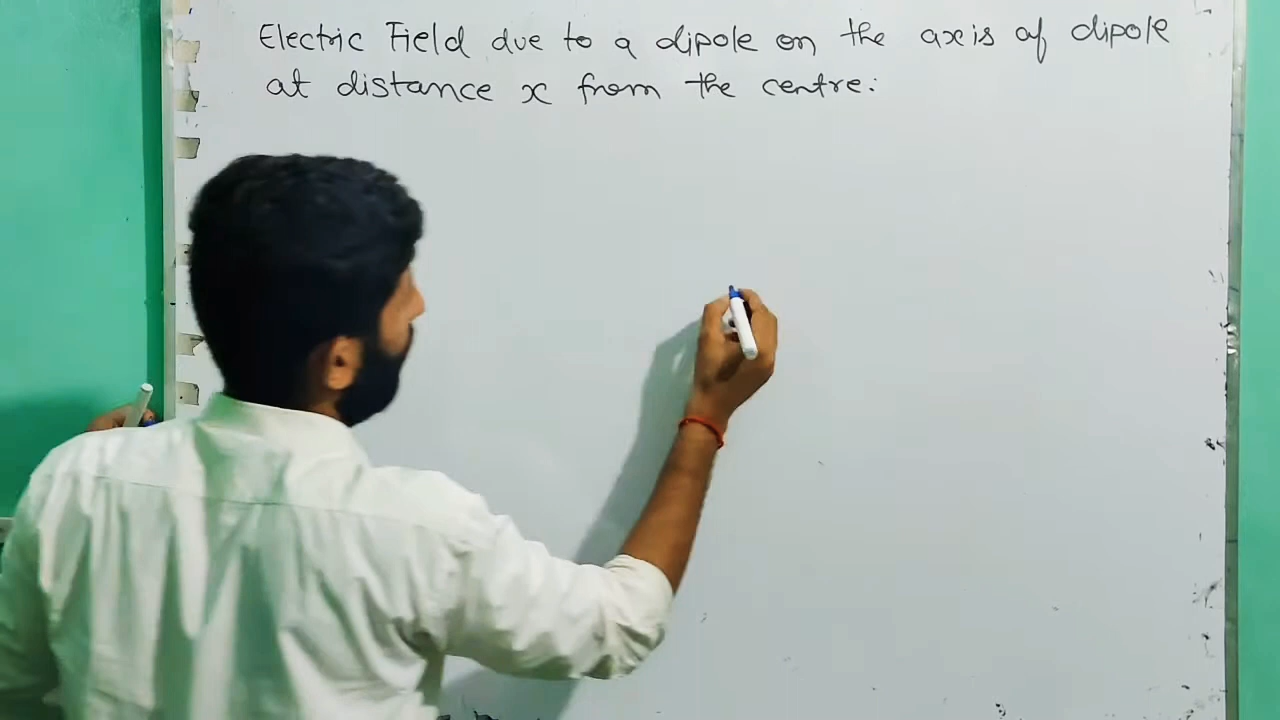 Electric Field due to a dipole on the axis of dipole
at distance x from the centre: